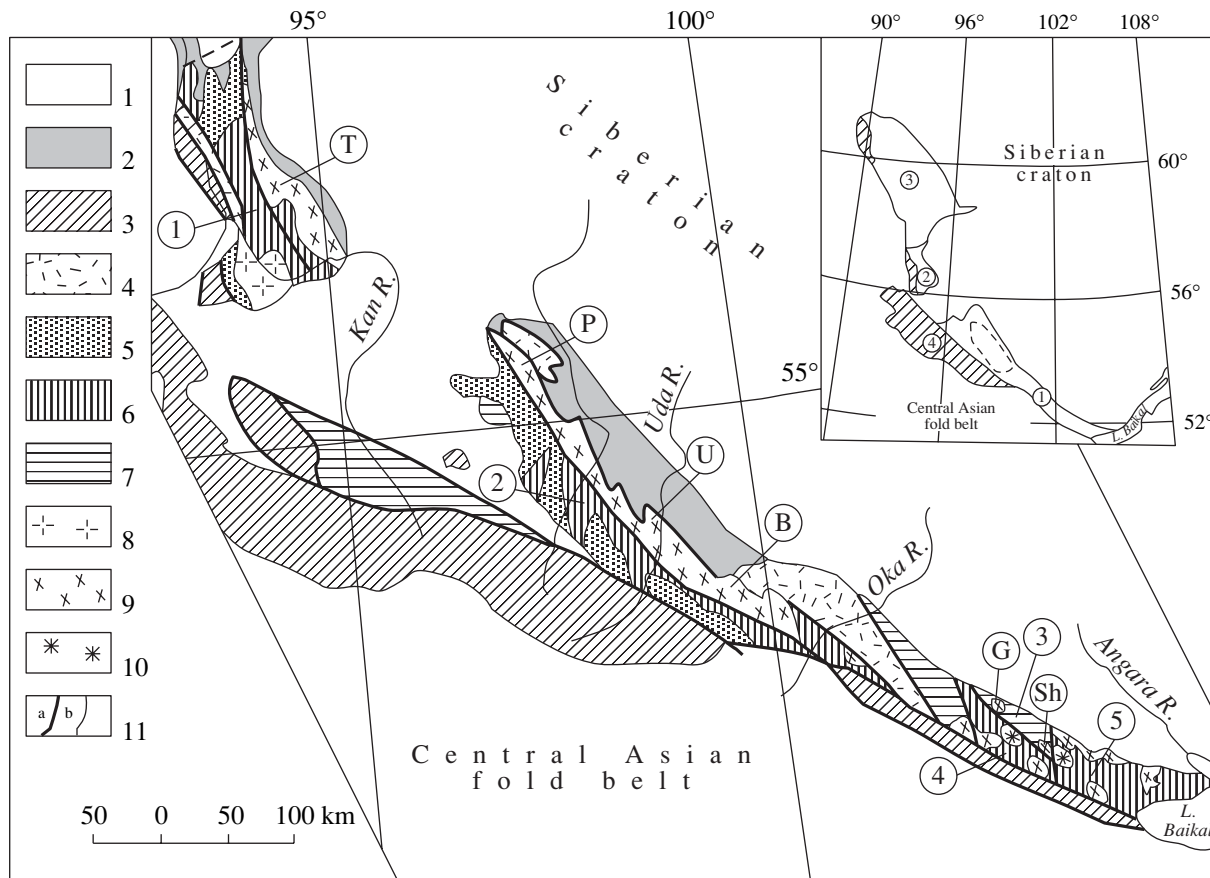 95°
100°
90°
96°
102°
108°
1
2
3
4
5
6
7
8
9
10
a
b
11
50
0
50
100 km
T
1
Kan R.
Siberian
craton
P
Uda R.
55°
2
U
B
Oka R.
G
3
Sh
5
4
Angara R.
L.
Baikal
Central Asian
fold belt
Siberian
craton
60°
3
2
56°
4
1
Central Asian
fold belt
L. Baikal
52°